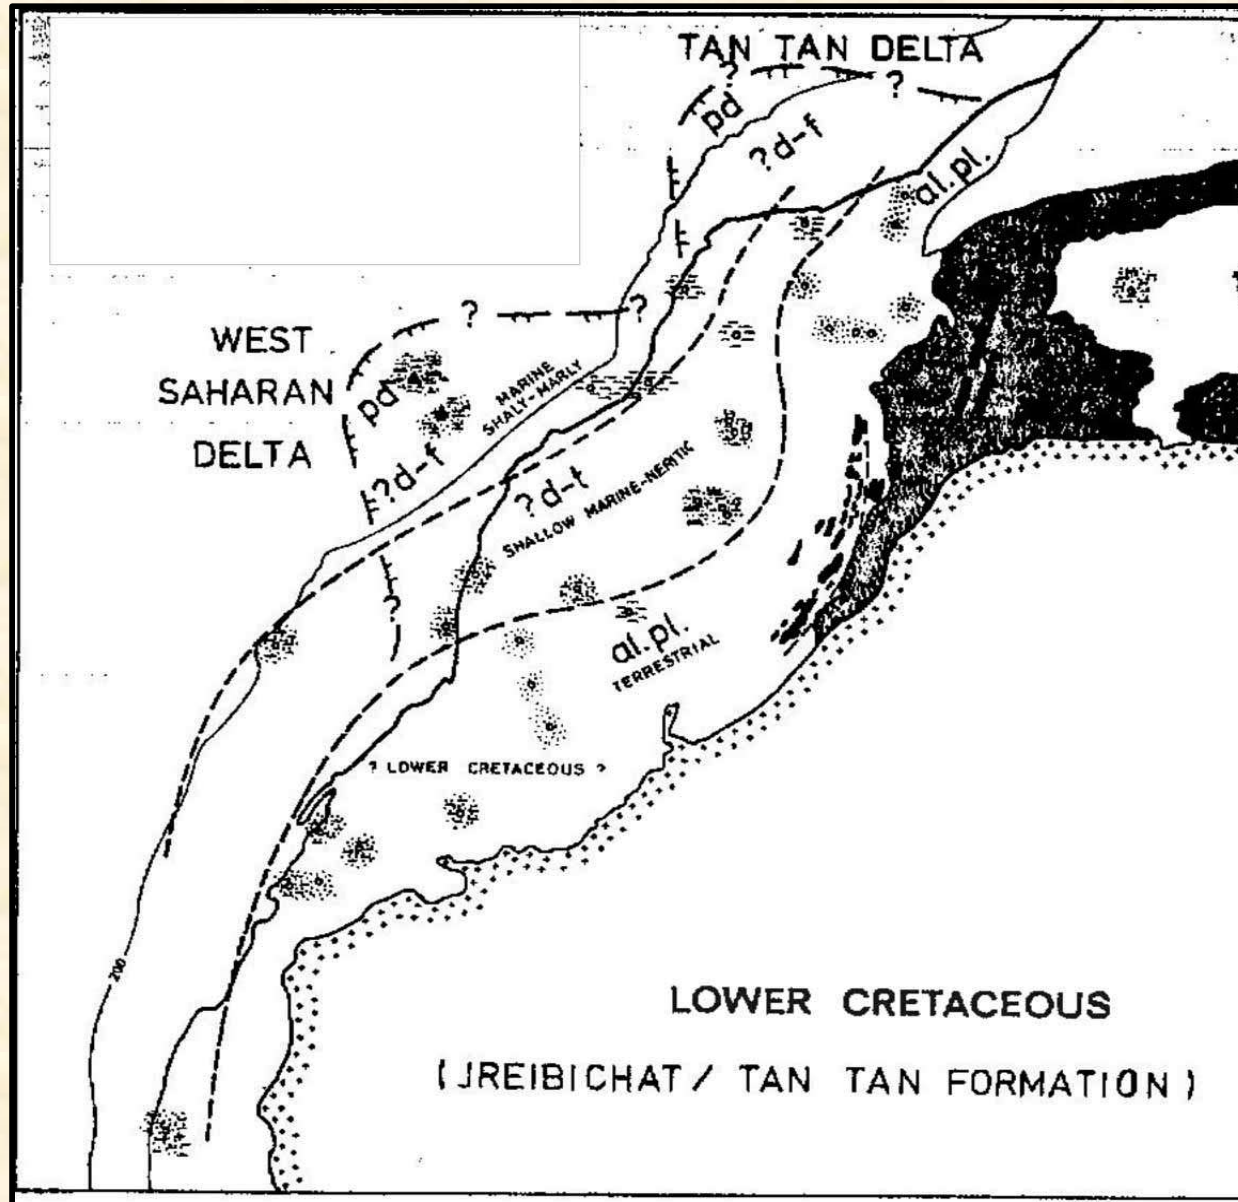 TAN TAN DELTA
?
?
pd
?d-f
al.pl.
?
?
WEST
SAHARAN
DELTA
pd
MARINE
SHALY-MARLY
?d-f
?d-t
SHALLOW MARINE-NERITIC
?
al.pl.
TERRESTRIAL
? LOWER CRETACEOUS ?
200
LOWER CRETACEOUS
(JREIBICHAT / TAN TAN FORMATION)